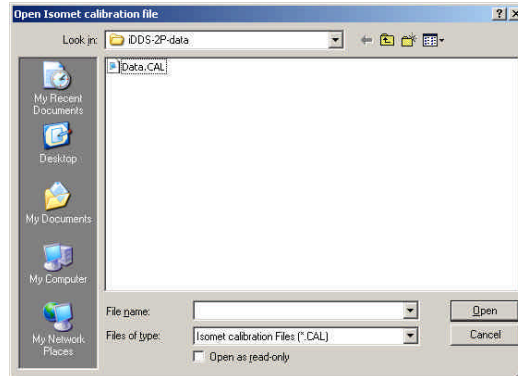 Open Isomet calibration file
Look in: iDDS-2P-data
Data.CAL
My Recent
Documents
Desktop
My Documents
My Computer
My Network
Places
File name:
Open
Files of type: Isomet calibration Files (*.CAL)
Cancel
Open as read-only